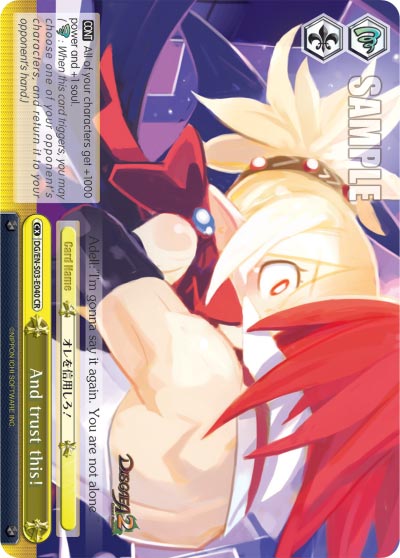 SAMPLE
CONT All of your characters get +1000
power and +1 soul.
( : When this card triggers, you may
choose one of your opponent's
characters, and return it to your
opponent's hand.)
Adell: "I'm gonna say it again. You are not alone
Card Name
オレを信用しろ!
CX DG/EN-S03-E040 CR
And trust this!
©NIPPON ICHI SOFTWARE INC.
DISGAEA 2